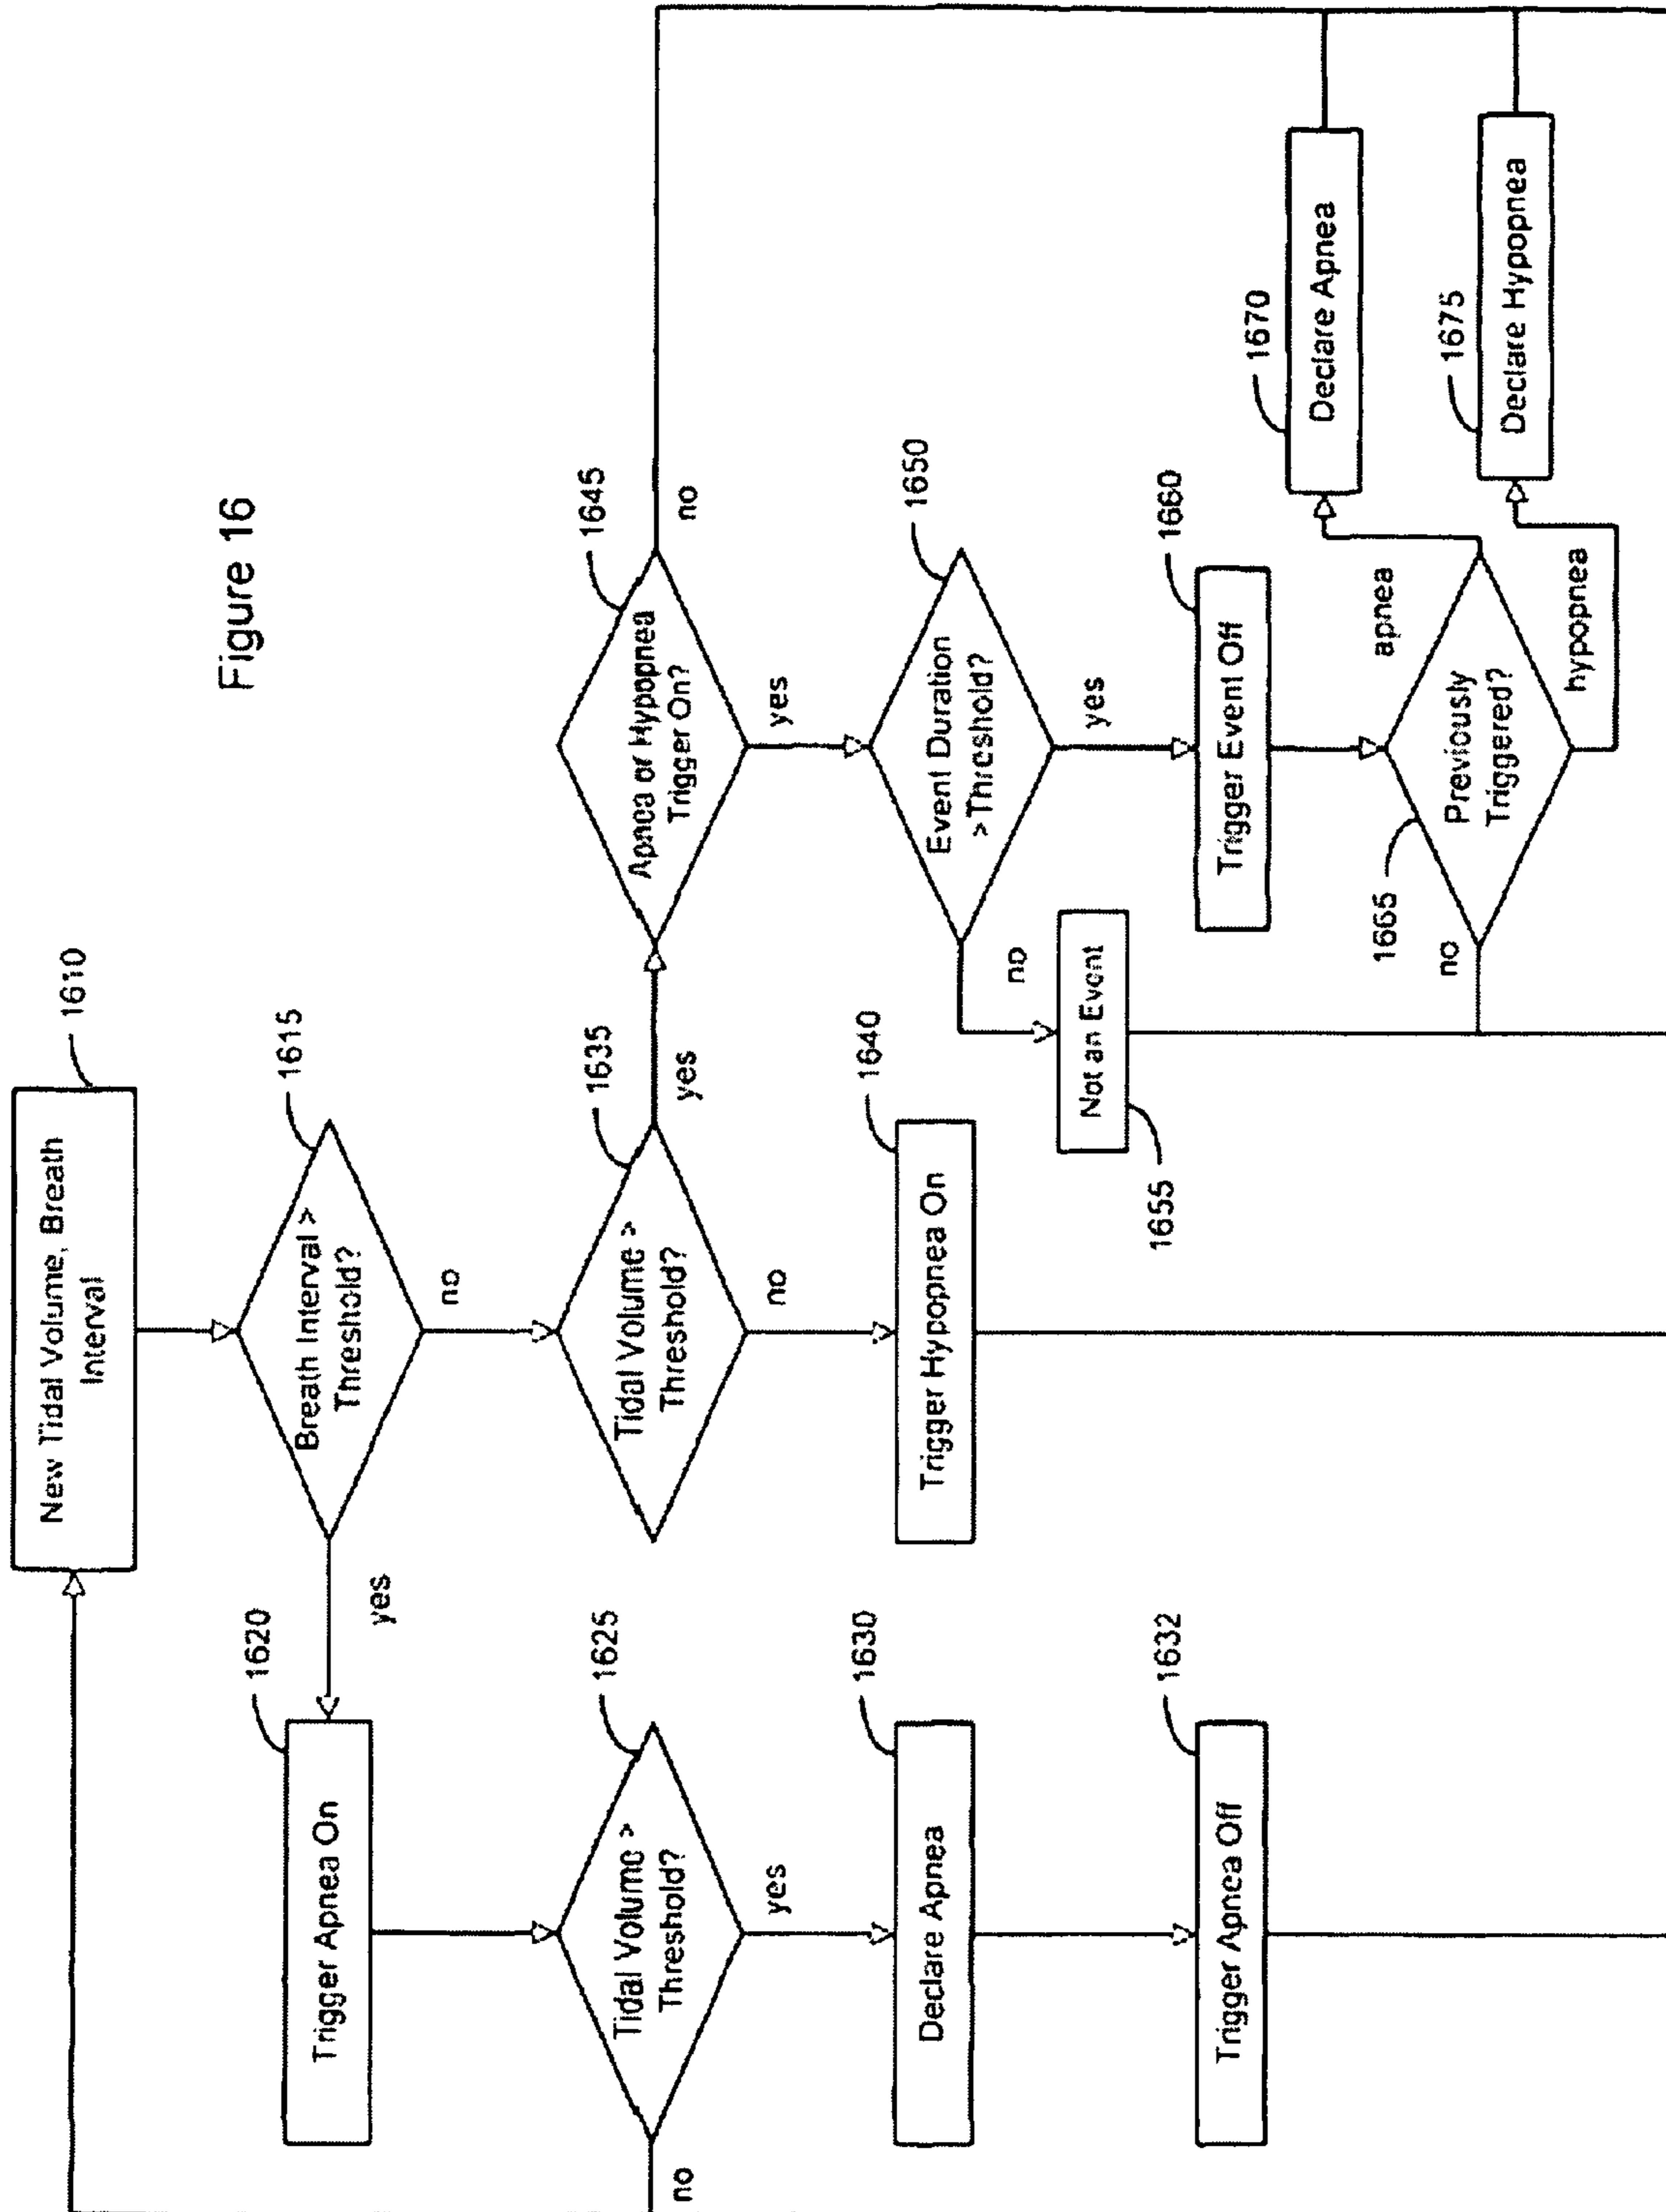 Figure 16
1610
New Tidal Volume, Breath
Interval
1615
Breath Interval >
Threshold?
yes
no
1620
Trigger Apnea On
1625
Tidal Volume >
Threshold?
no
yes
1630
Declare Apnea
1632
Trigger Apnea Off
1635
Tidal Volume >
Threshold?
yes
no
1640
Trigger Hypopnea On
1645
Apnea or Hypopnea
Trigger On?
no
yes
1650
Event Duration
>Threshold?
no
yes
1655
Not an Event
1660
Trigger Event Off
1665
Previously
Triggered?
no
apnea
hypopnea
1670
Declare Apnea
1675
Declare Hypopnea